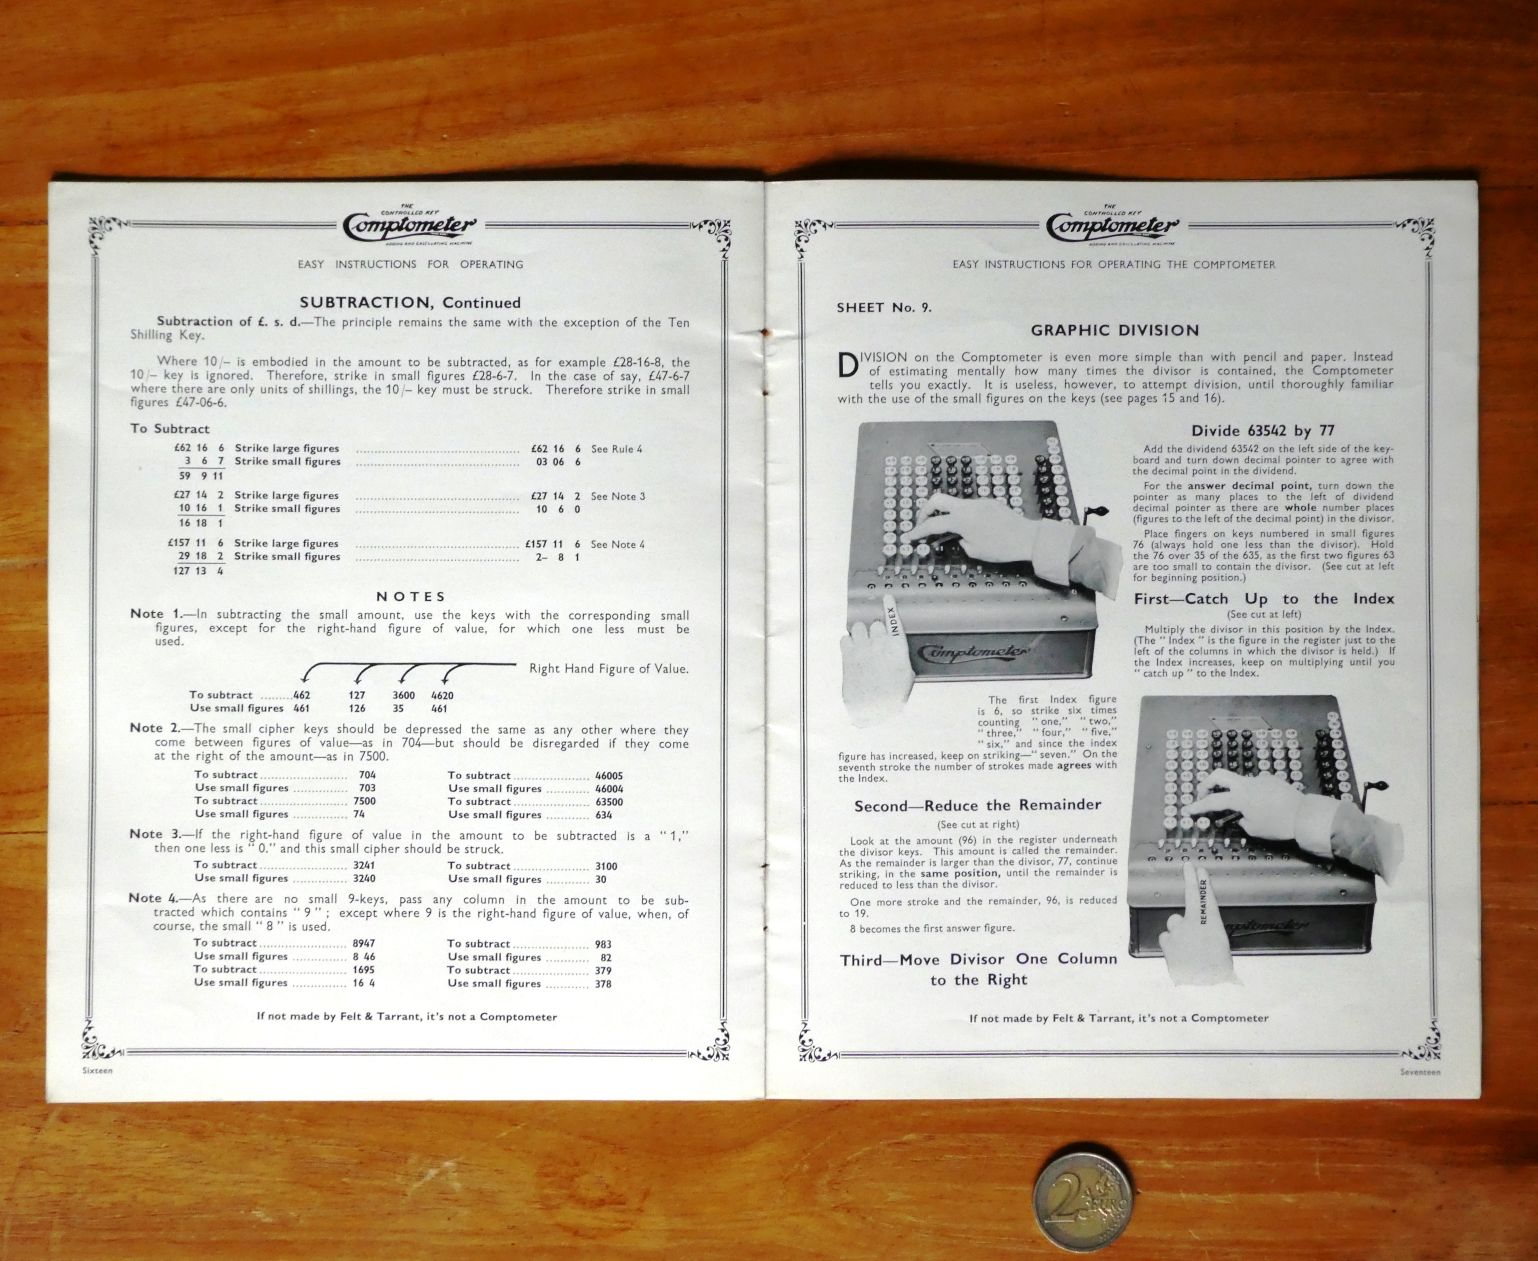 THE
CONTROLLED KEY
Comptometer
ADDING AND CALCULATING MACHINE
EASY INSTRUCTIONS FOR OPERATING
SUBTRACTION, Continued
Subtraction of £. s. d.—The principle remains the same with the exception of the Ten
Shilling Key.
Where 10/– is embodied in the amount to be subtracted, as for example £28-16-8, the
10/– key is ignored. Therefore, strike in small figures £28-6-7. In the case of say, £47-6-7
where there are only units of shillings, the 10/– key must be struck. Therefore strike in small
figures £47-06-6.
To Subtract
£62 16 6 Strike large figures ........................ £62 16 6 See Rule 4
3 6 7 Strike small figures ........................ 03 06 6
59 9 11
£27 14 2 Strike large figures ........................ £27 14 2 See Note 3
10 16 1 Strike small figures ........................ 10 6 0
16 18 1
£157 11 6 Strike large figures ........................ £157 11 6 See Note 4
29 18 2 Strike small figures ........................ 2– 8 1
127 13 4
NOTES
Note 1.—In subtracting the small amount, use the keys with the corresponding small
figures, except for the right-hand figure of value, for which one less must be
used.
Right Hand Figure of Value.
To subtract ........462 127 3600 4620
Use small figures 461 126 35 461
Note 2.—The small cipher keys should be depressed the same as any other where they
come between figures of value—as in 704—but should be disregarded if they come
at the right of the amount—as in 7500.
To subtract .................. 704 To subtract .................. 46005
Use small figures ............. 703 Use small figures ............. 46004
To subtract .................. 7500 To subtract .................. 63500
Use small figures ............. 74 Use small figures ............. 634
Note 3.—If the right-hand figure of value in the amount to be subtracted is a "1,"
then one less is "0." and this small cipher should be struck.
To subtract .................. 3241 To subtract .................. 3100
Use small figures ............. 3240 Use small figures ............. 30
Note 4.—As there are no small 9-keys, pass any column in the amount to be sub-
tracted which contains "9"; except where 9 is the right-hand figure of value, when, of
course, the small "8" is used.
To subtract .................. 8947 To subtract .................. 983
Use small figures ............. 8 46 Use small figures ............. 82
To subtract .................. 1695 To subtract .................. 379
Use small figures ............. 16 4 Use small figures ............. 378
If not made by Felt & Tarrant, it's not a Comptometer
Sixteen
THE
CONTROLLED KEY
Comptometer
ADDING AND CALCULATING MACHINE
EASY INSTRUCTIONS FOR OPERATING THE COMPTOMETER
SHEET No. 9.
GRAPHIC DIVISION
DIVISION on the Comptometer is even more simple than with pencil and paper. Instead
of estimating mentally how many times the divisor is contained, the Comptometer
tells you exactly. It is useless, however, to attempt division, until thoroughly familiar
with the use of the small figures on the keys (see pages 15 and 16).
INDEX
Comptometer
Divide 63542 by 77
Add the dividend 63542 on the left side of the key-
board and turn down decimal pointer to agree with
the decimal point in the dividend.
For the answer decimal point, turn down the
pointer as many places to the left of dividend
decimal pointer as there are whole number places
(figures to the left of the decimal point) in the divisor.
Place fingers on keys numbered in small figures
76 (always hold one less than the divisor). Hold
the 76 over 35 of the 635, as the first two figures 63
are too small to contain the divisor. (See cut at left
for beginning position.)
First—Catch Up to the Index
(See cut at left)
Multiply the divisor in this position by the Index.
(The "Index" is the figure in the register just to the
left of the columns in which the divisor is held.) If
the Index increases, keep on multiplying until you
"catch up" to the Index.
The first Index figure
is 6, so strike six times
counting "one," "two,"
"three," "four," "five,"
"six," and since the index
figure has increased, keep on striking—"seven." On the
seventh stroke the number of strokes made agrees with
the Index.
Second—Reduce the Remainder
(See cut at right)
Look at the amount (96) in the register underneath
the divisor keys. This amount is called the remainder.
As the remainder is larger than the divisor, 77, continue
striking, in the same position, until the remainder is
reduced to less than the divisor.
One more stroke and the remainder, 96, is reduced
to 19.
8 becomes the first answer figure.
Third—Move Divisor One Column
to the Right
REMAINDER
If not made by Felt & Tarrant, it's not a Comptometer
Seventeen
2
EURO